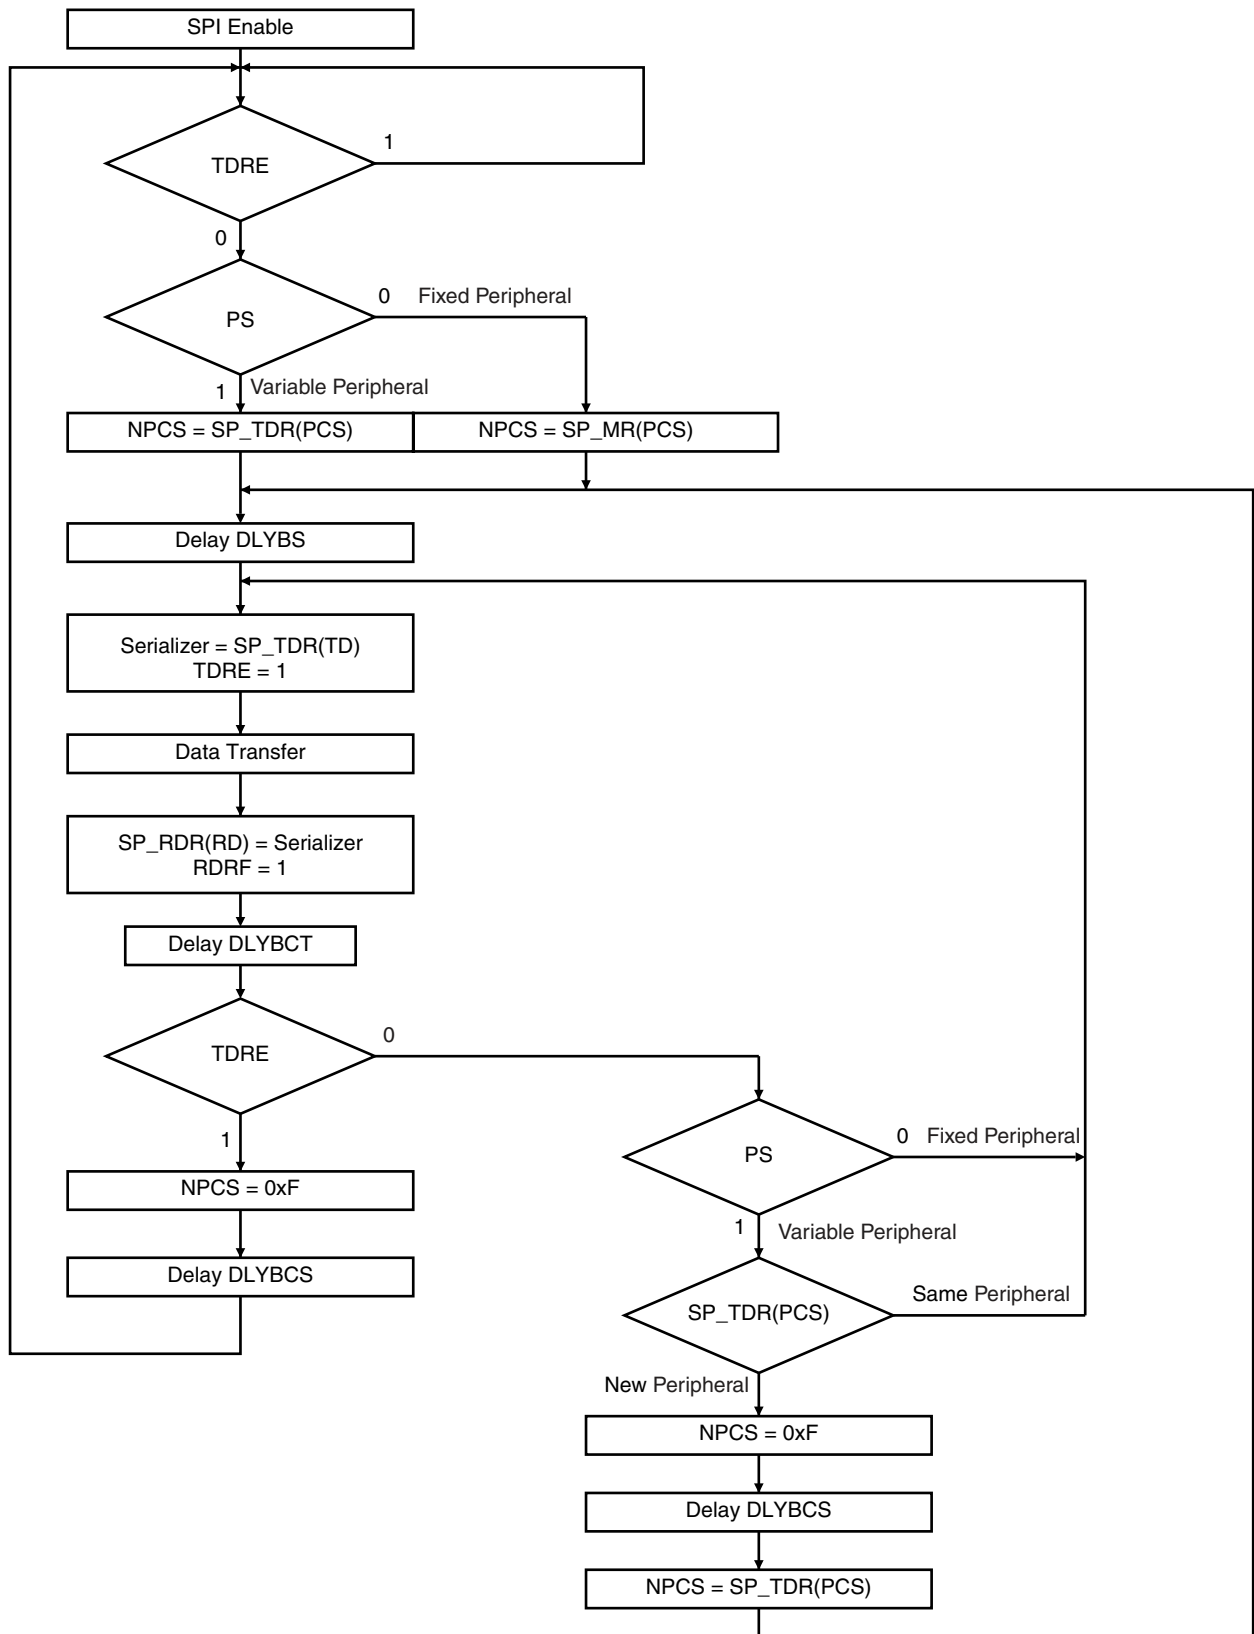 SPI Enable
1
TDRE
0
0 Fixed Peripheral
PS
1 Variable Peripheral
NPCS = SP_TDR(PCS)
NPCS = SP_MR(PCS)
Delay DLYBS
Serializer = SP_TDR(TD)
TDRE = 1
Data Transfer
SP_RDR(RD) = Serializer
RDRF = 1
Delay DLYBCT
0
TDRE
1
NPCS = 0xF
Delay DLYBCS
0 Fixed Peripheral
PS
1 Variable Peripheral
Same Peripheral
SP_TDR(PCS)
New Peripheral
NPCS = 0xF
Delay DLYBCS
NPCS = SP_TDR(PCS)